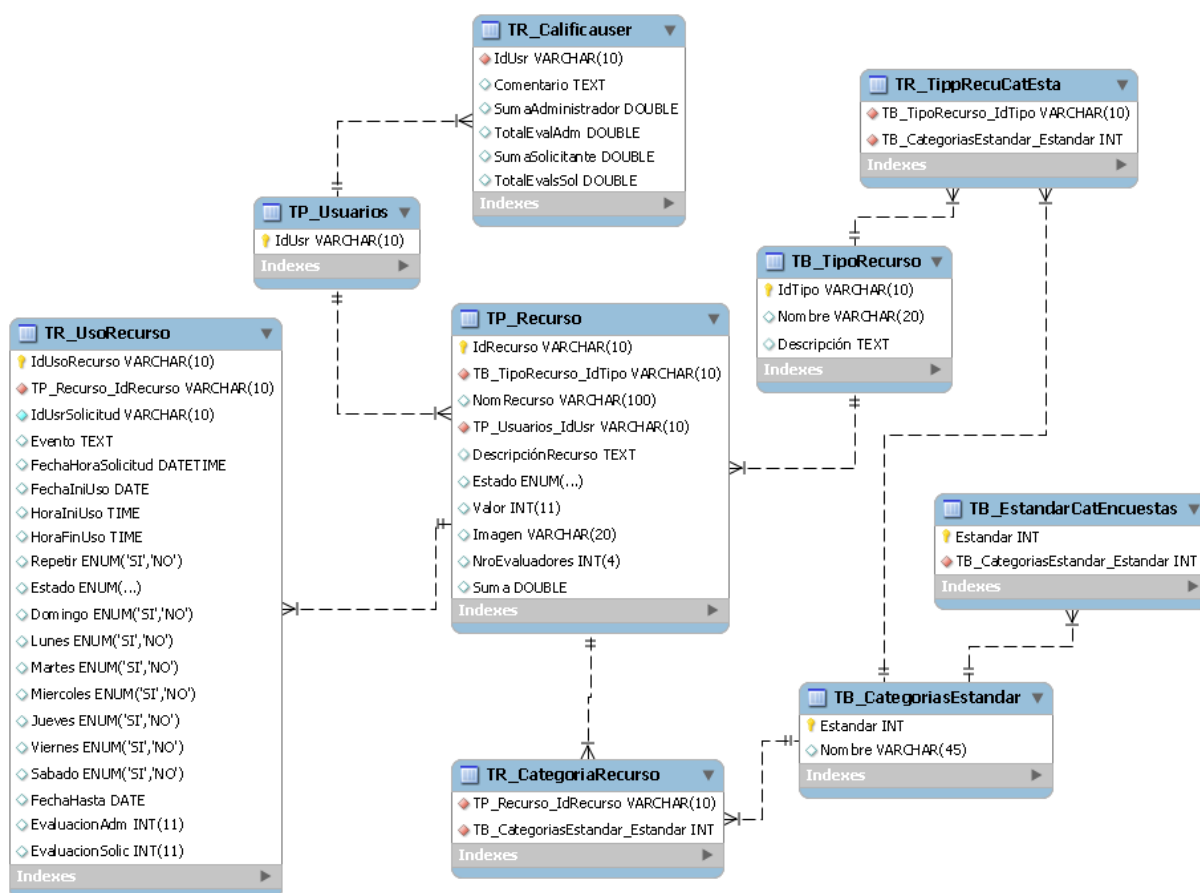 TR_Calificauser
IdUsr VARCHAR(10)
Comentario TEXT
SumaAdministrador DOUBLE
TotalEvalAdm DOUBLE
SumaSolicitante DOUBLE
TotalEvalsSol DOUBLE
Indexes
TR_TippRecuCatEsta
TB_TipoRecurso_IdTipo VARCHAR(10)
TB_CategoriasEstandar_Estandar INT
Indexes
TP_Usuarios
IdUsr VARCHAR(10)
Indexes
TB_TipoRecurso
IdTipo VARCHAR(10)
Nombre VARCHAR(20)
Descripción TEXT
Indexes
TR_UsoRecurso
IdUsoRecurso VARCHAR(10)
TP_Recurso_IdRecurso VARCHAR(10)
IdUsrSolicitud VARCHAR(10)
Evento TEXT
FechaHoraSolicitud DATETIME
FechaIniUso DATE
HoraIniUso TIME
HoraFinUso TIME
Repetir ENUM('SI','NO')
Estado ENUM(...)
Domingo ENUM('SI','NO')
Lunes ENUM('SI','NO')
Martes ENUM('SI','NO')
Miercoles ENUM('SI','NO')
Jueves ENUM('SI','NO')
Viernes ENUM('SI','NO')
Sabado ENUM('SI','NO')
FechaHasta DATE
EvaluacionAdm INT(11)
EvaluacionSolic INT(11)
Indexes
TP_Recurso
IdRecurso VARCHAR(10)
TB_TipoRecurso_IdTipo VARCHAR(10)
NomRecurso VARCHAR(100)
TP_Usuarios_IdUsr VARCHAR(10)
DescripciónRecurso TEXT
Estado ENUM(...)
Valor INT(11)
Imagen VARCHAR(20)
NroEvaluadores INT(4)
Suma DOUBLE
Indexes
TB_EstandarCatEncuestas
Estandar INT
TB_CategoriasEstandar_Estandar INT
Indexes
TB_CategoriasEstandar
Estandar INT
Nombre VARCHAR(45)
Indexes
TR_CategoriaRecurso
TP_Recurso_IdRecurso VARCHAR(10)
TB_CategoriasEstandar_Estandar INT
Indexes